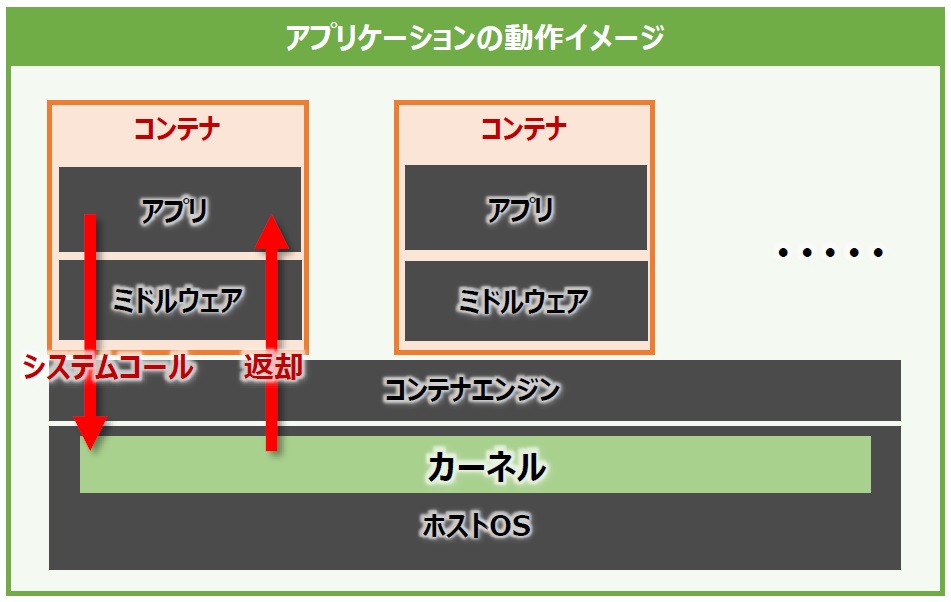 アプリケーションの動作イメージ
コンテナ
アプリ
ミドルウェア
コンテナ
アプリ
ミドルウェア
・・・・・
システムコール
返却
コンテナエンジン
カーネル
ホストOS